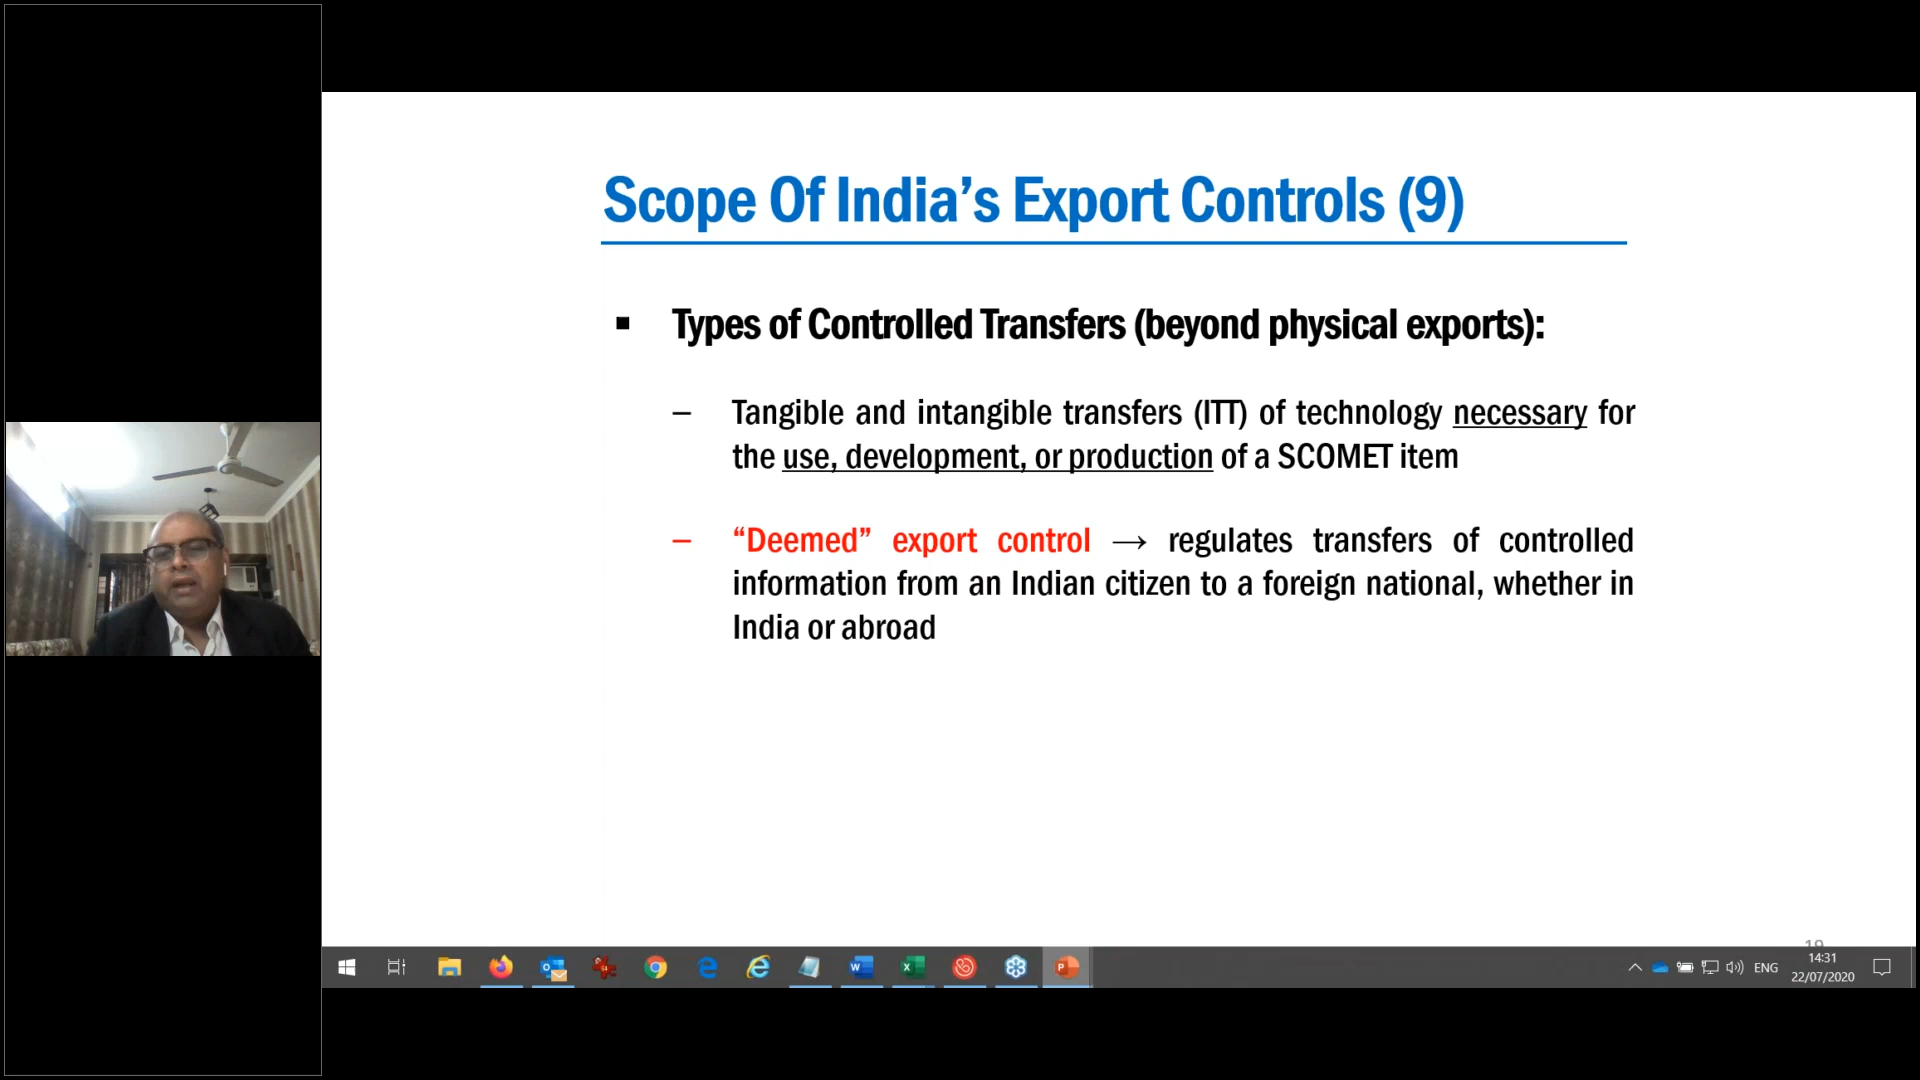 Scope Of India’s Export Controls (9)
▪ Types of Controlled Transfers (beyond physical exports):
– Tangible and intangible transfers (ITT) of technology necessary for
the use, development, or production of a SCOMET item
– “Deemed” export control → regulates transfers of controlled
information from an Indian citizen to a foreign national, whether in
India or abroad
19
ENG
14:31
22/07/2020